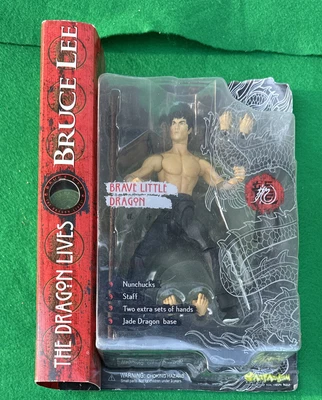 THE DRAGON LIVES BRUCE LEE
BRAVE LITTLE
DRAGON
Nunchucks
Staff
Two extra sets of hands
Jade Dragon base
WARNING: